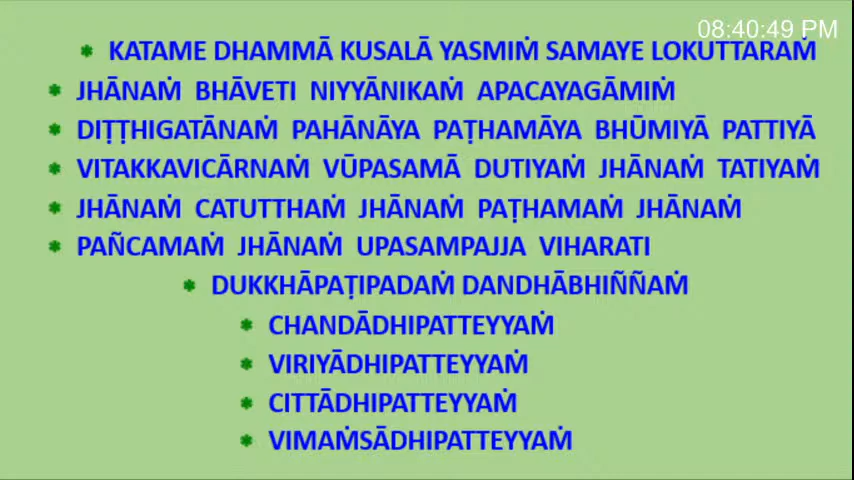 08:40:49 PM
KATAME DHAMMĀ KUSALĀ YASMIṀ SAMAYE LOKUTTARAṀ
JHĀNAṀ BHĀVETI NIYYĀNIKAṀ APACAYAGĀMIṀ
DIṬṬHIGATĀNAṀ PAHĀNĀYA PAṬHAMĀYA BHŪMIYĀ PATTIYĀ
VITAKKAVICĀRNAṀ VŪPASAMĀ DUTIYAṀ JHĀNAṀ TATIYAṀ
JHĀNAṀ CATUTTHAṀ JHĀNAṀ PAṬHAMAṀ JHĀNAṀ
PAÑCAMAṀ JHĀNAṀ UPASAMPAJJA VIHARATI
DUKKHĀPAṬIPADAṀ DANDHĀBHIÑÑAṀ
CHANDĀDHIPATTEYYAṀ
VIRIYĀDHIPATTEYYAṀ
CITTĀDHIPATTEYYAṀ
VIMAṀSĀDHIPATTEYYAṀ